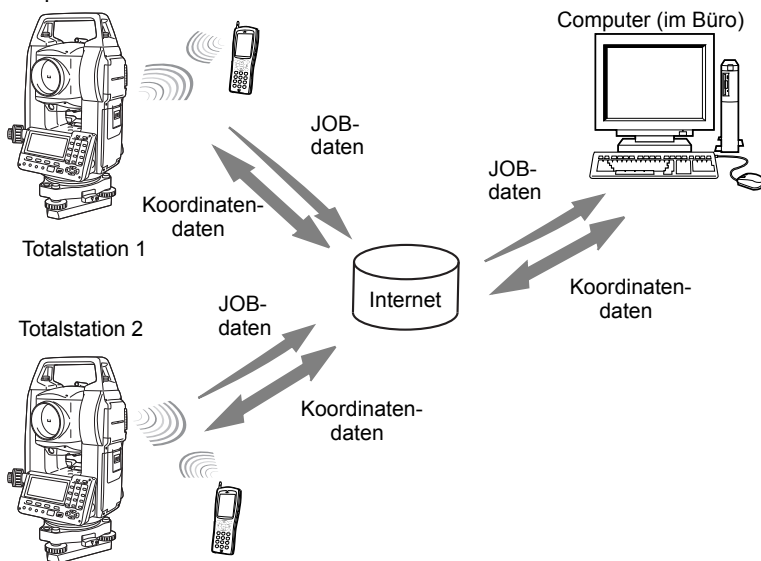 Computer (im Büro)
JOB-
daten
Koordinaten-
daten
Totalstation 1
JOB-
daten
Internet
Koordinaten-
daten
Totalstation 2
JOB-
daten
Koordinaten-
daten